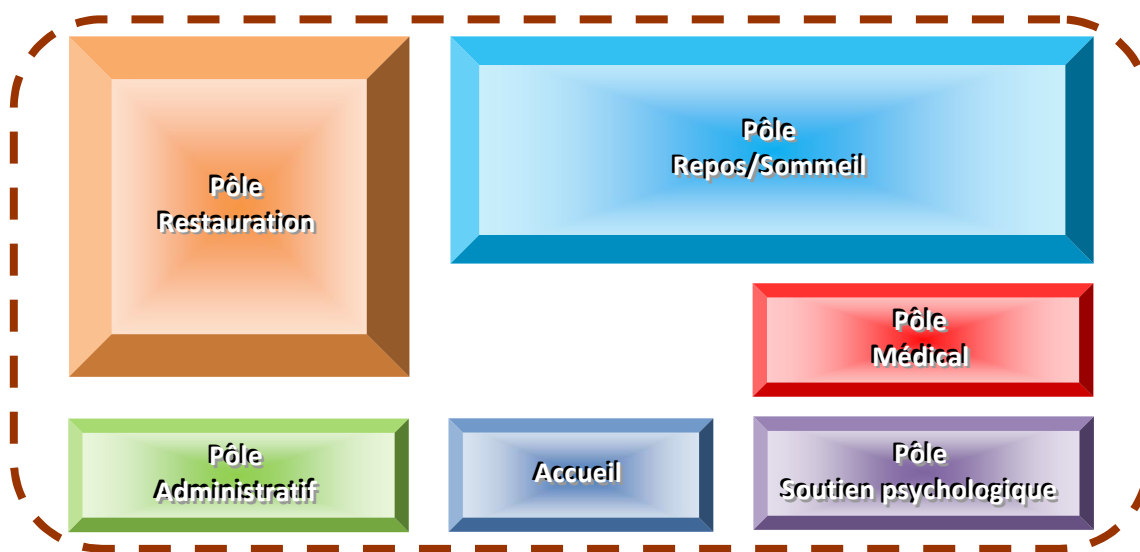 Pôle
Restauration
Pôle
Repos/Sommeil
Pôle
Médical
Pôle
Administratif
Accueil
Pôle
Soutien psychologique